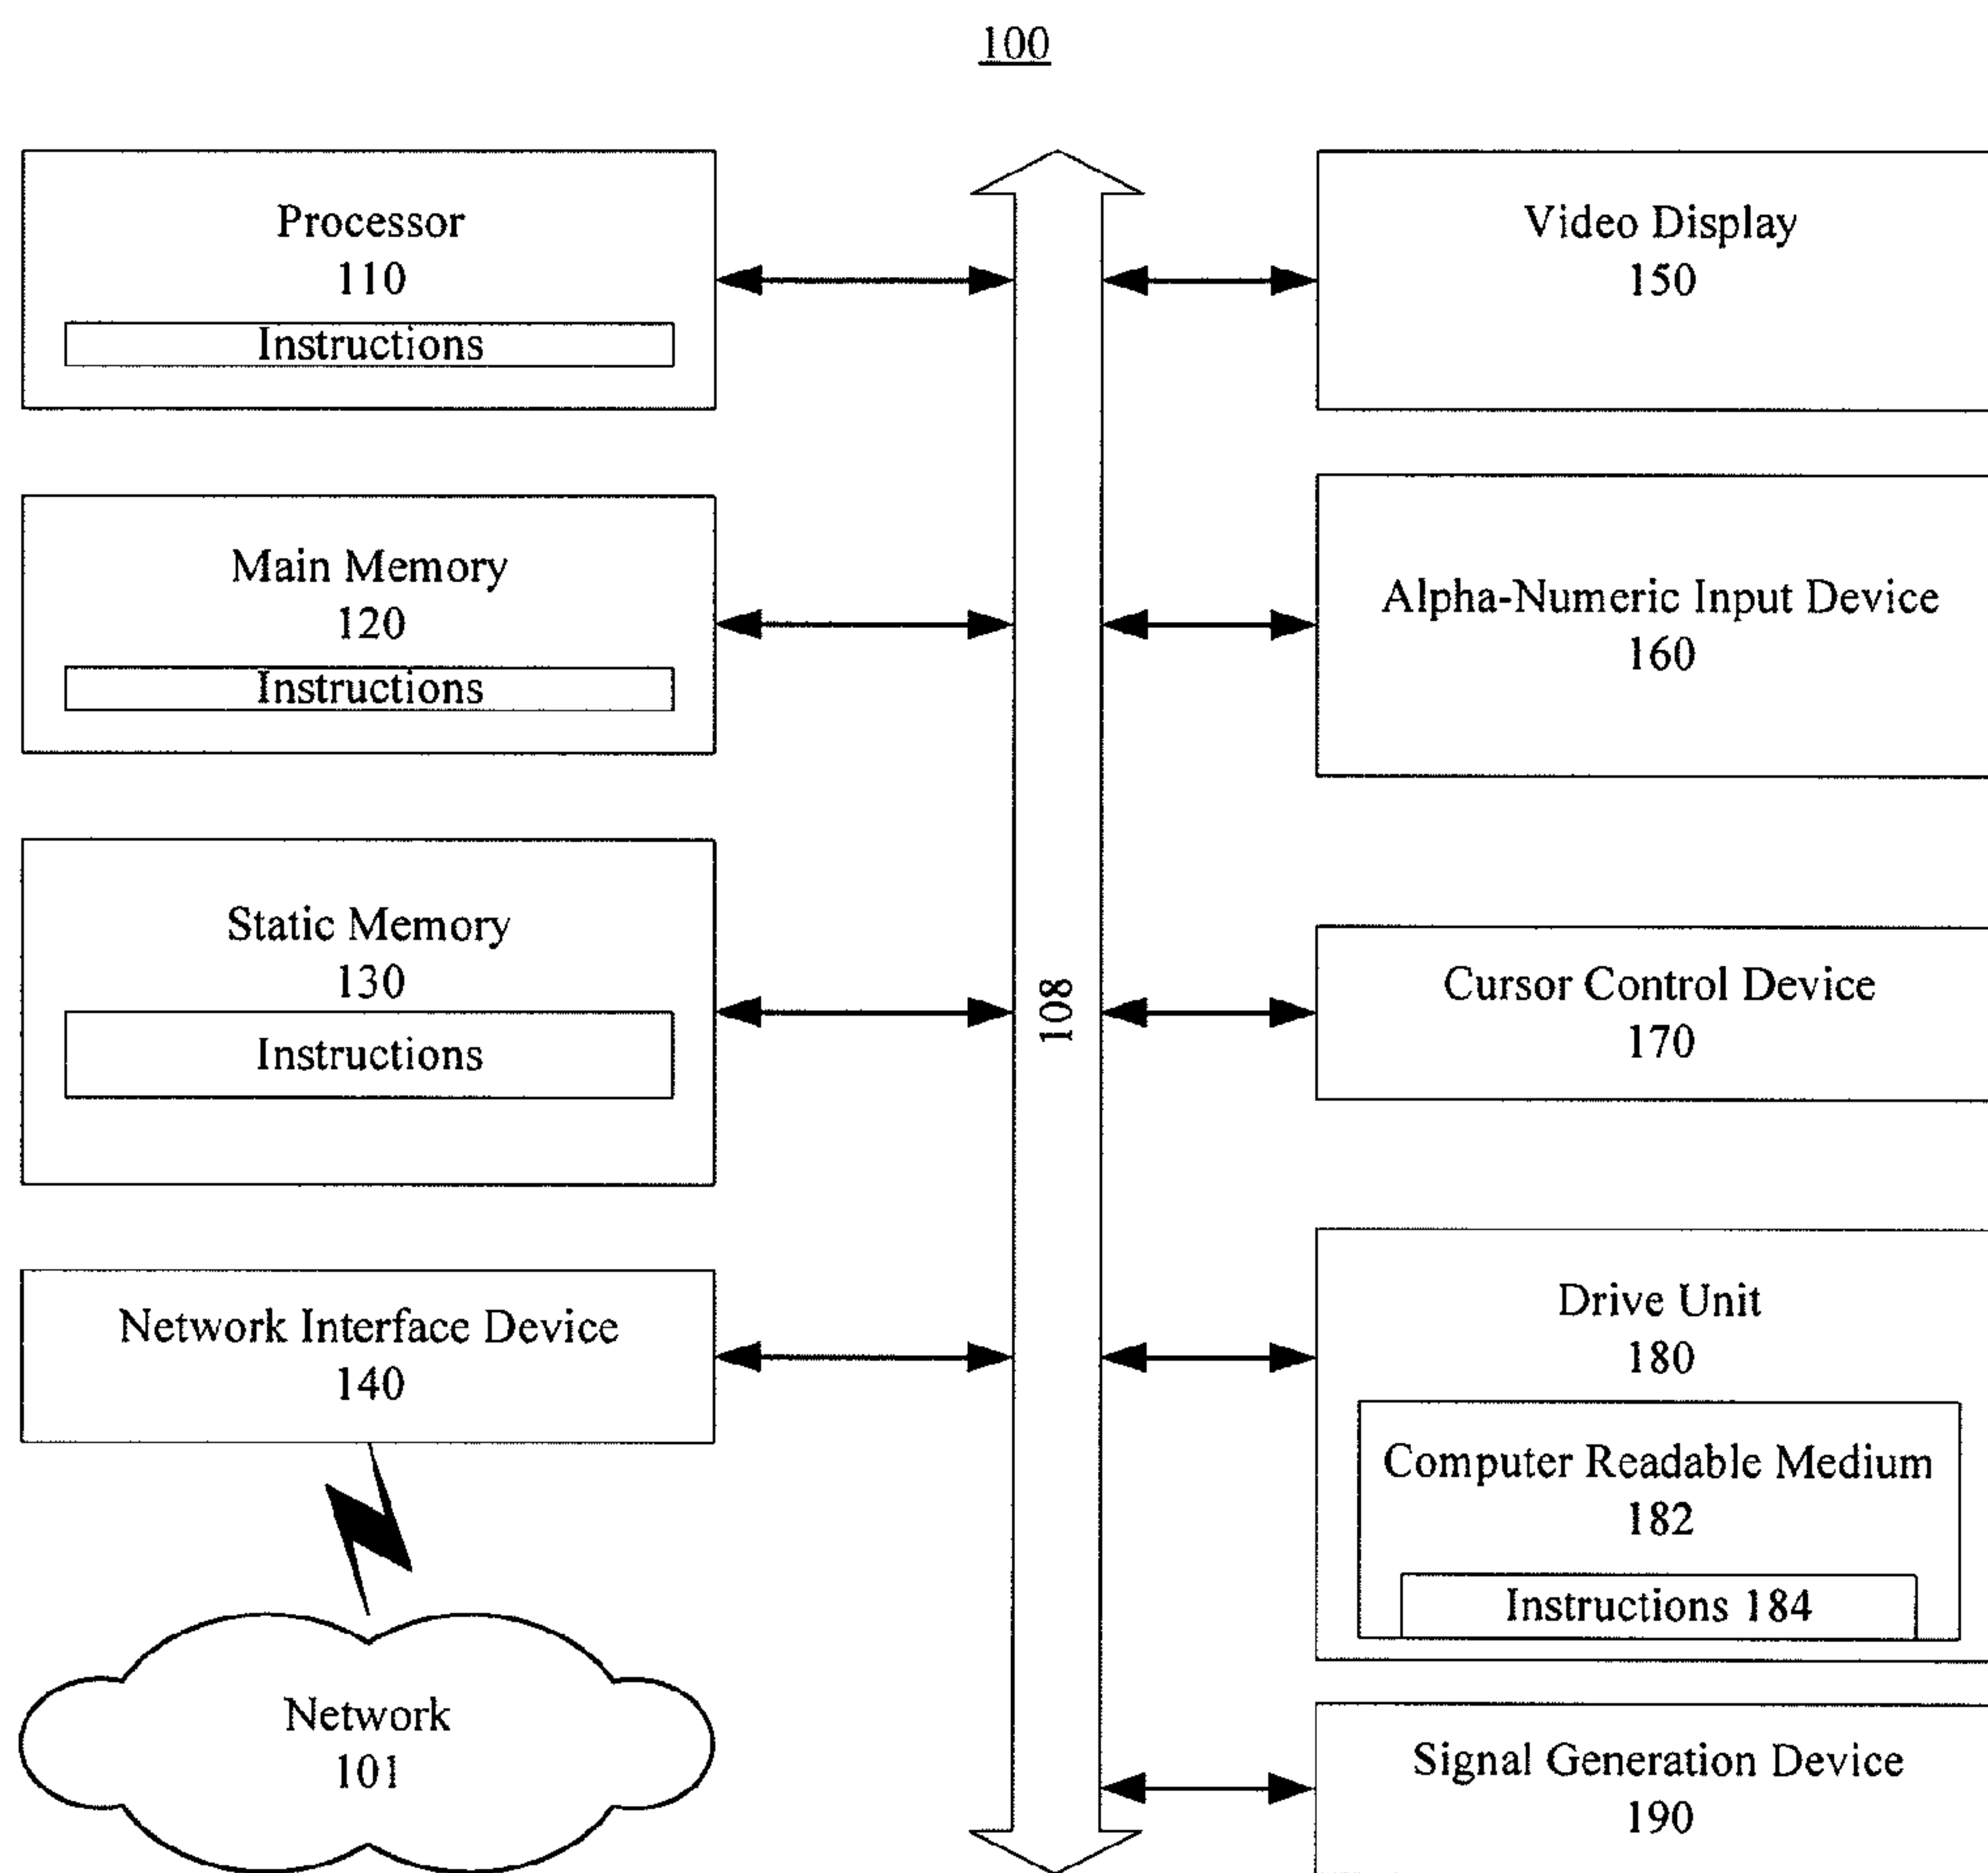 100
Processor
110
Instructions
Main Memory
120
Instructions
Static Memory
130
Instructions
Network Interface Device
140
Network
101
108
Video Display
150
Alpha-Numeric Input Device
160
Cursor Control Device
170
Drive Unit
180
Computer Readable Medium
182
Instructions 184
Signal Generation Device
190